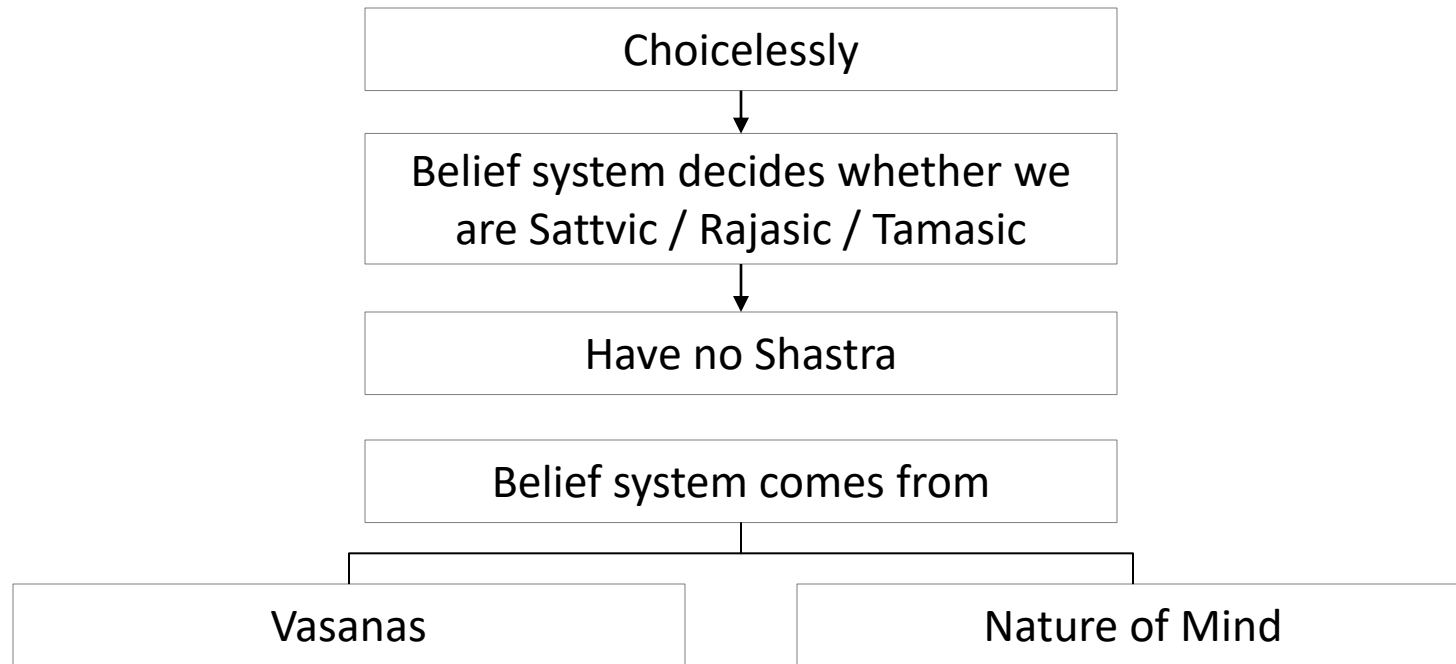 Choicelessly
Belief system decides whether we
are Sattvic / Rajasic / Tamasic
Have no Shastra
Belief system comes from
Vasanas
Nature of Mind